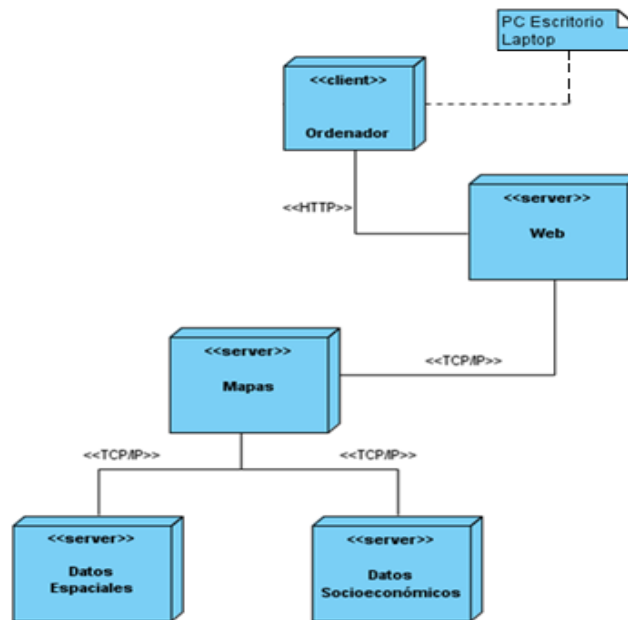 PC Escritorio
Laptop
<<client>>
Ordenador
<<HTTP>>
<<server>>
Web
<<server>>
Mapas
<<TCP/IP>>
<<TCP/IP>>
<<TCP/IP>>
<<server>>
Datos
Espaciales
<<server>>
Datos
Socioeconómicos